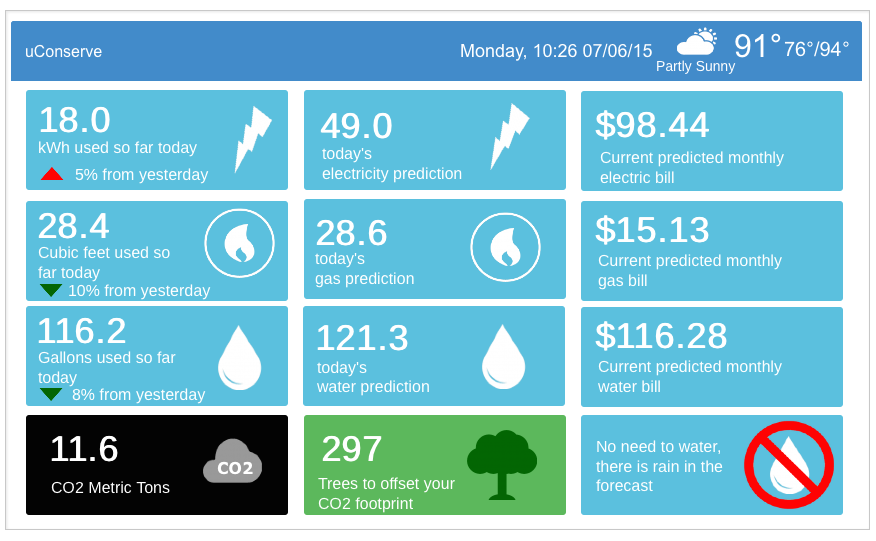 uConserve
Monday, 10:26 07/06/15
Partly Sunny
91° 76°/94°
18.0
kWh used so far today
5% from yesterday
49.0
today's
electricity prediction
$98.44
Current predicted monthly
electric bill
28.4
Cubic feet used so
far today
10% from yesterday
28.6
today's
gas prediction
$15.13
Current predicted monthly
gas bill
116.2
Gallons used so far
today
8% from yesterday
121.3
today's
water prediction
$116.28
Current predicted monthly
water bill
11.6
CO2 Metric Tons
CO2
297
Trees to offset your
CO2 footprint
No need to water,
there is rain in the
forecast